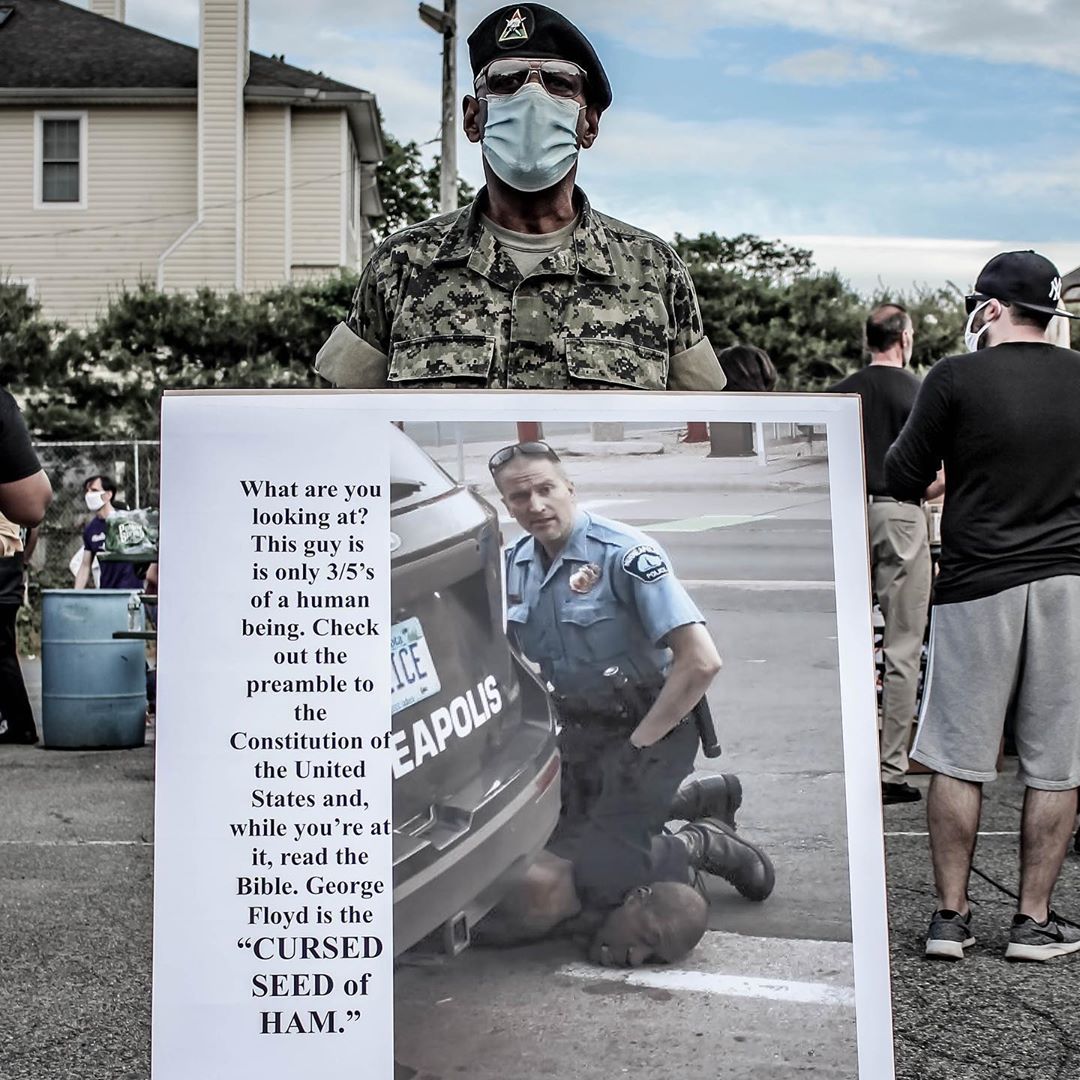 NY
What are you
looking at?
This guy is
is only 3/5's
of a human
being. Check
out the
preamble to
the
Constitution of
the United
States and,
while you're at
it, read the
Bible. George
Floyd is the
“CURSED
SEED of
HAM.”
POLICE
ICE
EAPOLIS